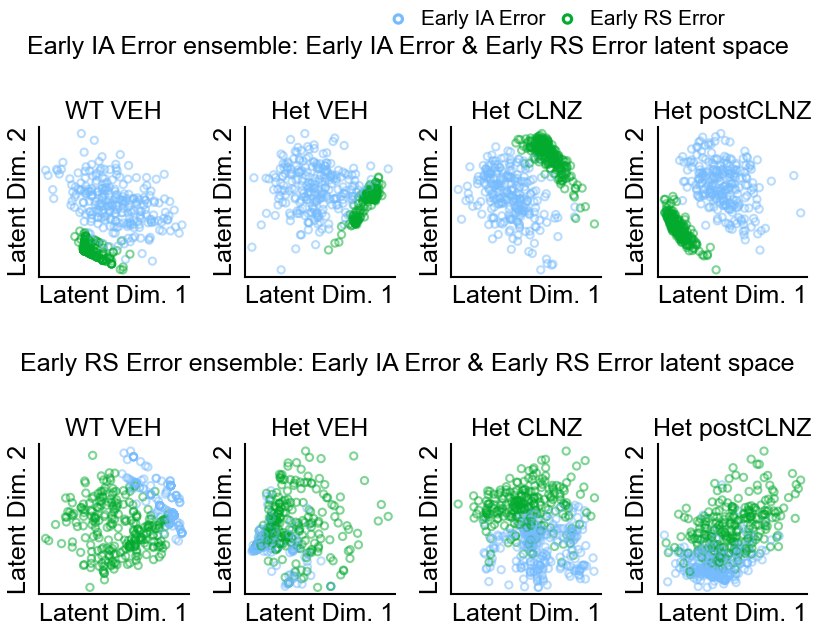 Early IA Error Early RS Error
Early IA Error ensemble: Early IA Error & Early RS Error latent space
WT VEH Het VEH Het CLNZ Het postCLNZ
Latent Dim. 2 Latent Dim. 2 Latent Dim. 2 Latent Dim. 2
Latent Dim. 1 Latent Dim. 1 Latent Dim. 1 Latent Dim. 1
Early RS Error ensemble: Early IA Error & Early RS Error latent space
WT VEH Het VEH Het CLNZ Het postCLNZ
Latent Dim. 2 Latent Dim. 2 Latent Dim. 2 Latent Dim. 2
Latent Dim. 1 Latent Dim. 1 Latent Dim. 1 Latent Dim. 1